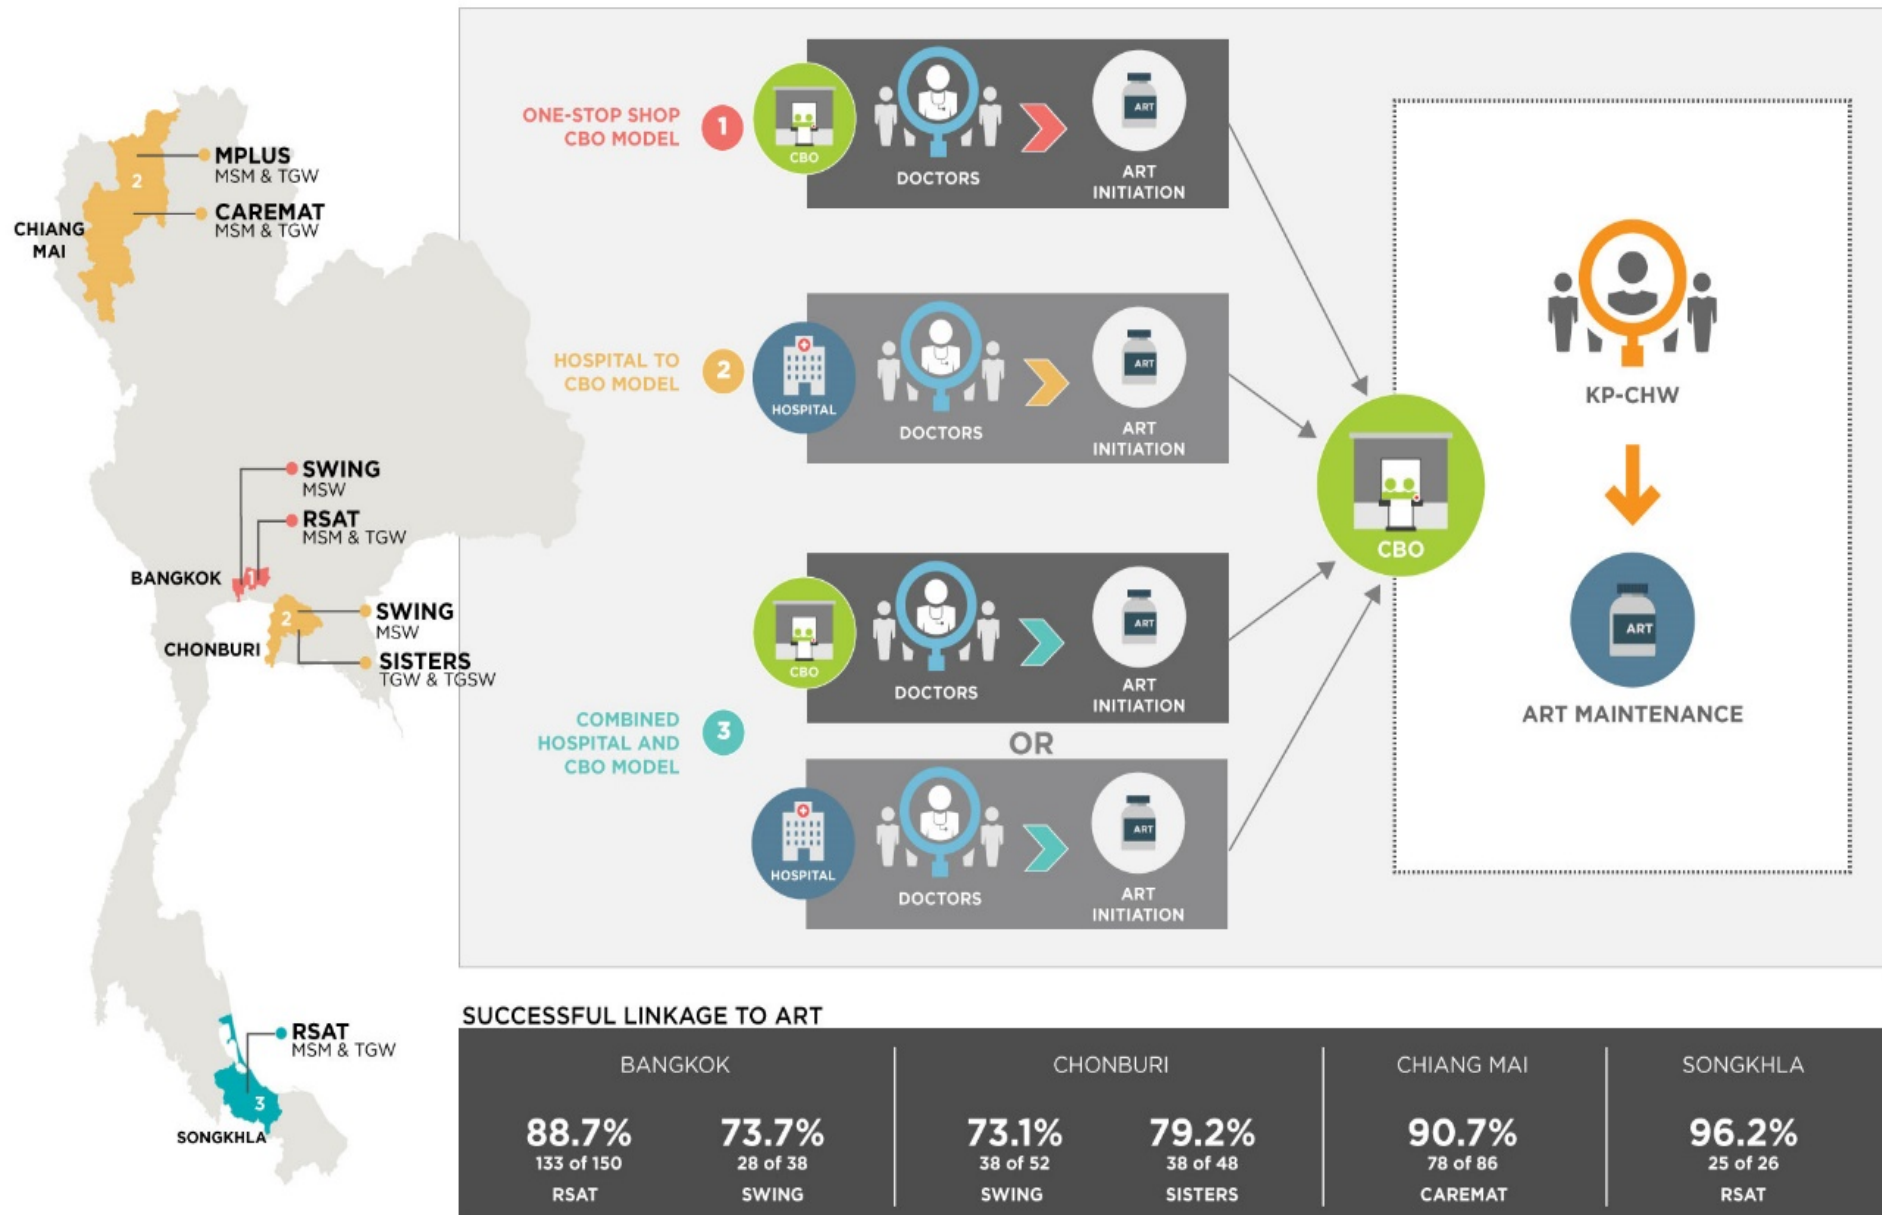 MPLUS
MSM & TGW
2
CAREMAT
MSM & TGW
CHIANG
MAI
SWING
MSW
RSAT
MSM & TGW
BANGKOK
1
SWING
MSW
2
CHONBURI
SISTERS
TGW & TGSW
RSAT
MSM & TGW
3
SONGKHLA
ONE-STOP SHOP
CBO MODEL
1
CBO
DOCTORS
ART
ART
INITIATION
HOSPITAL TO
CBO MODEL
2
HOSPITAL
DOCTORS
ART
ART
INITIATION
COMBINED
HOSPITAL AND
CBO MODEL
3
CBO
DOCTORS
ART
ART
INITIATION
OR
HOSPITAL
DOCTORS
ART
ART
INITIATION
CBO
KP-CHW
ART
ART MAINTENANCE
SUCCESSFUL LINKAGE TO ART
BANGKOK
88.7%
133 of 150
RSAT
73.7%
28 of 38
SWING
CHONBURI
73.1%
38 of 52
SWING
79.2%
38 of 48
SISTERS
CHIANG MAI
90.7%
78 of 86
CAREMAT
SONGKHLA
96.2%
25 of 26
RSAT